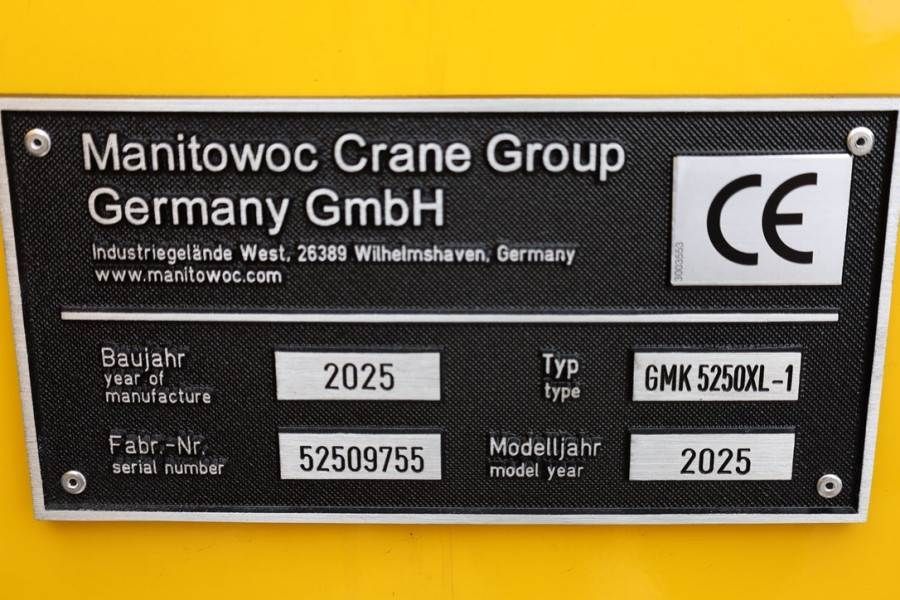 Manitowoc Crane Group
Germany GmbH
Industriegelände West, 26389 Wilhelmshaven, Germany
www.manitowoc.com
CE
3003553
Baujahr
year of
manufacture
2025
Typ
type
GMK 5250XL-1
Fabr.-Nr.
serial number
52509755
Modelljahr
model year
2025